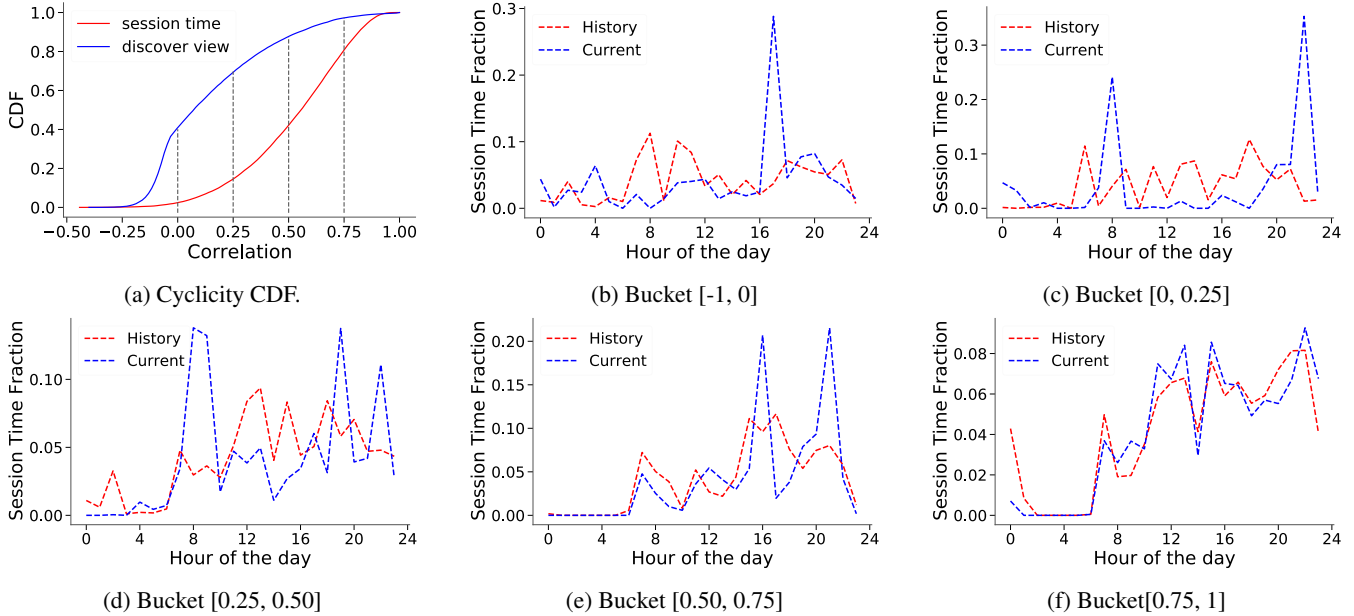 1.0
0.8
0.6
0.4
0.2
0.0
CDF
session time
discover view
−0.50
−0.25
0.00
0.25
0.50
0.75
1.00
Correlation
(a) Cyclicity CDF.
0.3
0.2
0.1
0.0
Session Time Fraction
History
Current
0
4
8
12
16
20
24
Hour of the day
(b) Bucket [-1, 0]
0.3
0.2
0.1
0.0
Session Time Fraction
History
Current
0
4
8
12
16
20
24
Hour of the day
(c) Bucket [0, 0.25]
0.10
0.05
0.00
Session Time Fraction
History
Current
0
4
8
12
16
20
24
Hour of the day
(d) Bucket [0.25, 0.50]
0.20
0.15
0.10
0.05
0.00
Session Time Fraction
History
Current
0
4
8
12
16
20
24
Hour of the day
(e) Bucket [0.50, 0.75]
0.08
0.06
0.04
0.02
0.00
Session Time Fraction
History
Current
0
4
8
12
16
20
24
Hour of the day
(f) Bucket[0.75, 1]